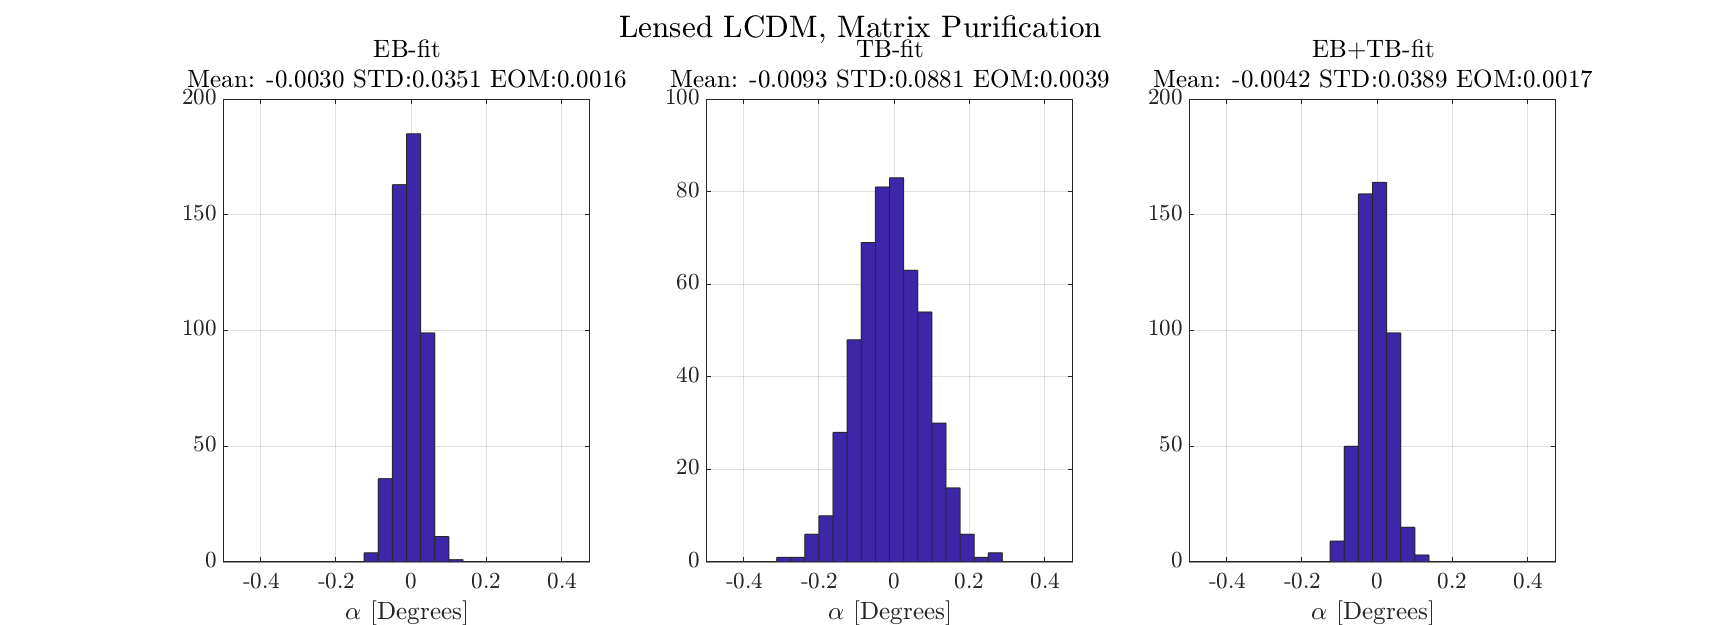 Lensed LCDM, Matrix Purification
EB-fit
Mean: -0.0030 STD:0.0351 EOM:0.0016
200
150
100
50
0
-0.4 -0.2 0 0.2 0.4
α [Degrees]
TB-fit
Mean: -0.0093 STD:0.0881 EOM:0.0039
100
80
60
40
20
0
-0.4 -0.2 0 0.2 0.4
α [Degrees]
EB+TB-fit
Mean: -0.0042 STD:0.0389 EOM:0.0017
200
150
100
50
0
-0.4 -0.2 0 0.2 0.4
α [Degrees]